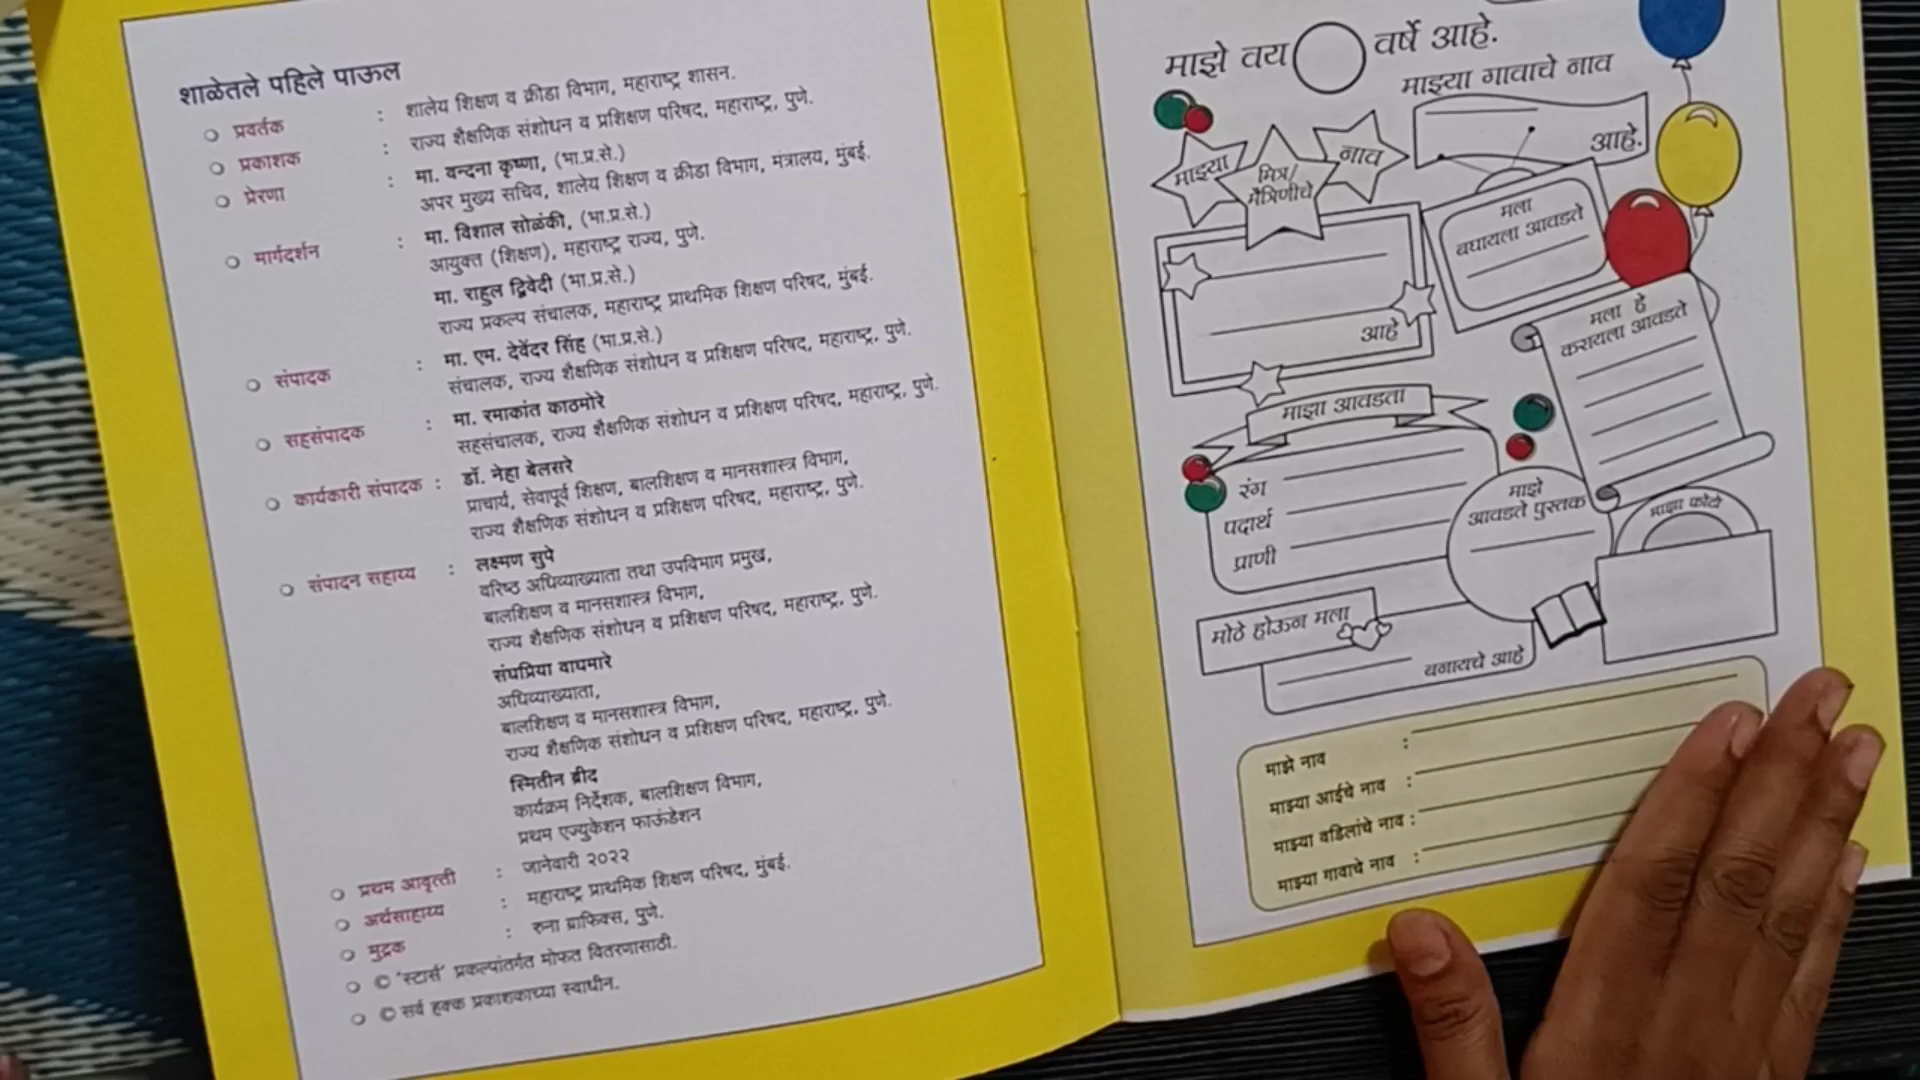 शाळेतले पहिले पाऊल
○ प्रवर्तक : शालेय शिक्षण व क्रीडा विभाग, महाराष्ट्र शासन.
○ प्रकाशक : राज्य शैक्षणिक संशोधन व प्रशिक्षण परिषद, महाराष्ट्र, पुणे.
○ प्रेरणा : मा. वन्दना कृष्णा, (भा.प्र.से.)
अपर मुख्य सचिव, शालेय शिक्षण व क्रीडा विभाग, मंत्रालय, मुंबई.
○ मार्गदर्शन : मा. विशाल सोळंकी, (भा.प्र.से.)
आयुक्त (शिक्षण), महाराष्ट्र राज्य, पुणे.
मा. राहुल द्विवेदी (भा.प्र.से.)
राज्य प्रकल्प संचालक, महाराष्ट्र प्राथमिक शिक्षण परिषद, मुंबई.
○ संपादक : मा. एम. देवेंदर सिंह (भा.प्र.से.)
संचालक, राज्य शैक्षणिक संशोधन व प्रशिक्षण परिषद, महाराष्ट्र, पुणे.
○ सहसंपादक : मा. रमाकांत काठमोरे
सहसंचालक, राज्य शैक्षणिक संशोधन व प्रशिक्षण परिषद, महाराष्ट्र, पुणे.
○ कार्यकारी संपादक : डॉ. नेहा बेलसरे
प्राचार्य, सेवापूर्व शिक्षण, बालशिक्षण व मानसशास्त्र विभाग,
राज्य शैक्षणिक संशोधन व प्रशिक्षण परिषद, महाराष्ट्र, पुणे.
○ संपादन सहाय्य : लक्ष्मण सुपे
वरिष्ठ अधिव्याख्याता तथा उपविभाग प्रमुख,
बालशिक्षण व मानसशास्त्र विभाग,
राज्य शैक्षणिक संशोधन व प्रशिक्षण परिषद, महाराष्ट्र, पुणे.
संघप्रिया वाघमारे
अधिव्याख्याता,
बालशिक्षण व मानसशास्त्र विभाग,
राज्य शैक्षणिक संशोधन व प्रशिक्षण परिषद, महाराष्ट्र, पुणे.
स्मितीन ब्रीद
कार्यक्रम निर्देशक, बालशिक्षण विभाग,
प्रथम एज्युकेशन फाऊंडेशन
○ प्रथम आवृत्ती : जानेवारी २०२२
○ अर्थसाहाय्य : महाराष्ट्र प्राथमिक शिक्षण परिषद, मुंबई.
○ मुद्रक : रुना ग्राफिक्स, पुणे.
○ © 'स्टार्स' प्रकल्पांतर्गत मोफत वितरणासाठी.
○ © सर्व हक्क प्रकाशकाच्या स्वाधीन.
माझे वय वर्षे आहे.
माझ्या गावाचे नाव
आहे.
माझ्या
मित्र/
मैत्रिणीचे
नाव
आहे
मला
बघायला आवडते
मला हे
करायला आवडते
माझा आवडता
रंग
पदार्थ
प्राणी
माझे
आवडते पुस्तक
माझा फोटो
मोठे होऊन मला
बनायचे आहे
माझे नाव :
माझ्या आईचे नाव :
माझ्या वडिलांचे नाव :
माझ्या गावाचे नाव :